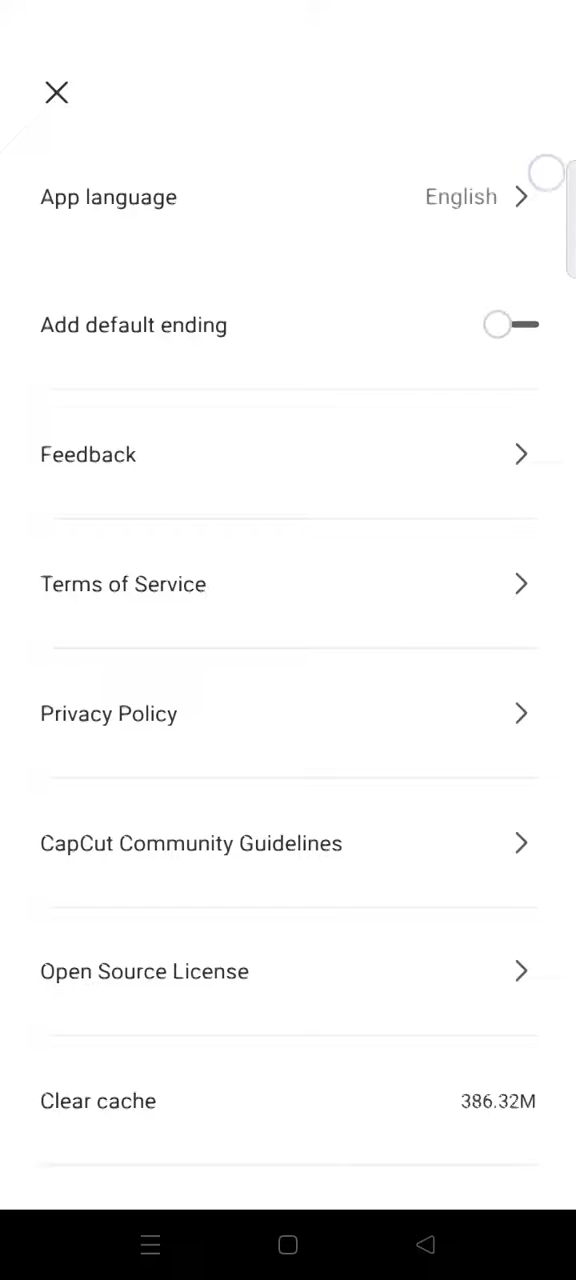 App language
English
Add default ending
Feedback
Terms of Service
Privacy Policy
CapCut Community Guidelines
Open Source License
Clear cache
386.32M